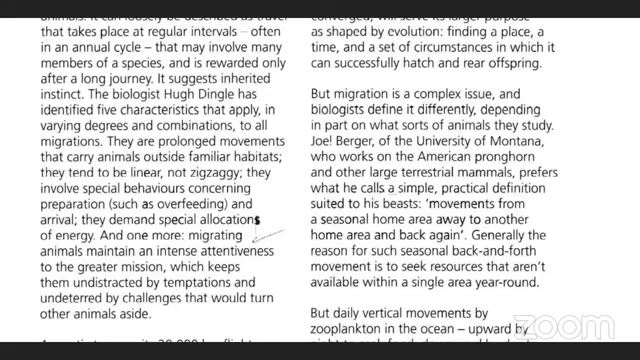 animals. It can loosely be described as travel
that takes place at regular intervals – often
in an annual cycle – that may involve many
members of a species, and is rewarded only
after a long journey. It suggests inherited
instinct. The biologist Hugh Dingle has
identified five characteristics that apply, in
varying degrees and combinations, to all
migrations. They are prolonged movements
that carry animals outside familiar habitats;
they tend to be linear, not zigzaggy; they
involve special behaviours concerning
preparation (such as overfeeding) and
arrival; they demand special allocations
of energy. And one more: migrating
animals maintain an intense attentiveness
to the greater mission, which keeps
them undistracted by temptations and
undeterred by challenges that would turn
other animals aside.
converged, will serve its larger purpose
as shaped by evolution: finding a place, a
time, and a set of circumstances in which it
can successfully hatch and rear offspring.
But migration is a complex issue, and
biologists define it differently, depending
in part on what sorts of animals they study.
Joe! Berger, of the University of Montana,
who works on the American pronghorn
and other large terrestrial mammals, prefers
what he calls a simple, practical definition
suited to his beasts: 'movements from
a seasonal home area away to another
home area and back again'. Generally the
reason for such seasonal back-and-forth
movement is to seek resources that aren't
available within a single area year-round.
But daily vertical movements by
zooplankton in the ocean – upward by
zoom